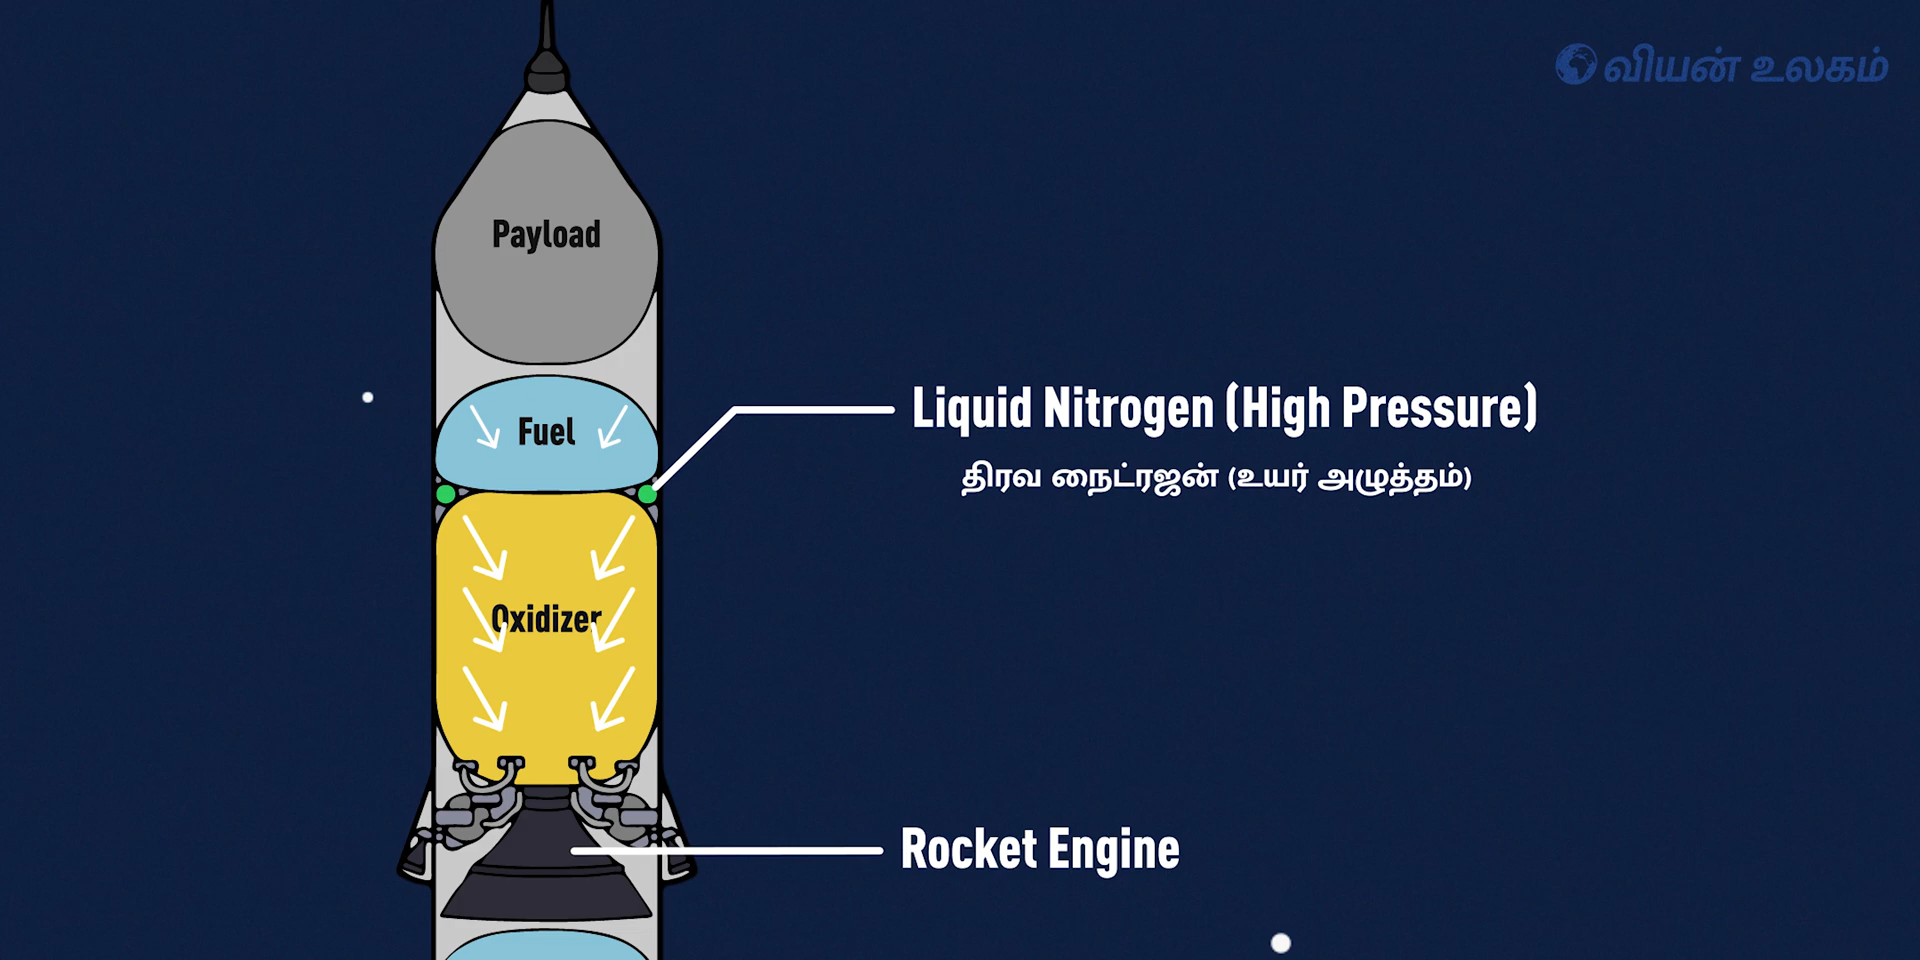 வியன் உலகம்
Payload
Fuel
Liquid Nitrogen (High Pressure)
திரவ நைட்ரஜன் (உயர் அழுத்தம்)
Oxidizer
Rocket Engine